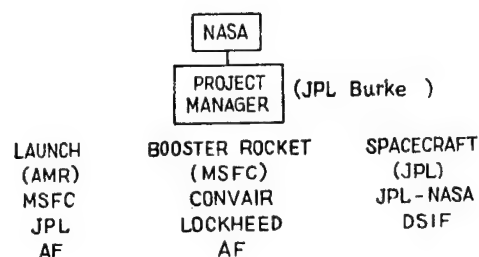 NASA
PROJECT
MANAGER
(JPL Burke )
LAUNCH
(AMR)
MSFC
JPL
AF
BOOSTER ROCKET
(MSFC)
CONVAIR
LOCKHEED
AF
SPACECRAFT
(JPL)
JPL-NASA
DSIF